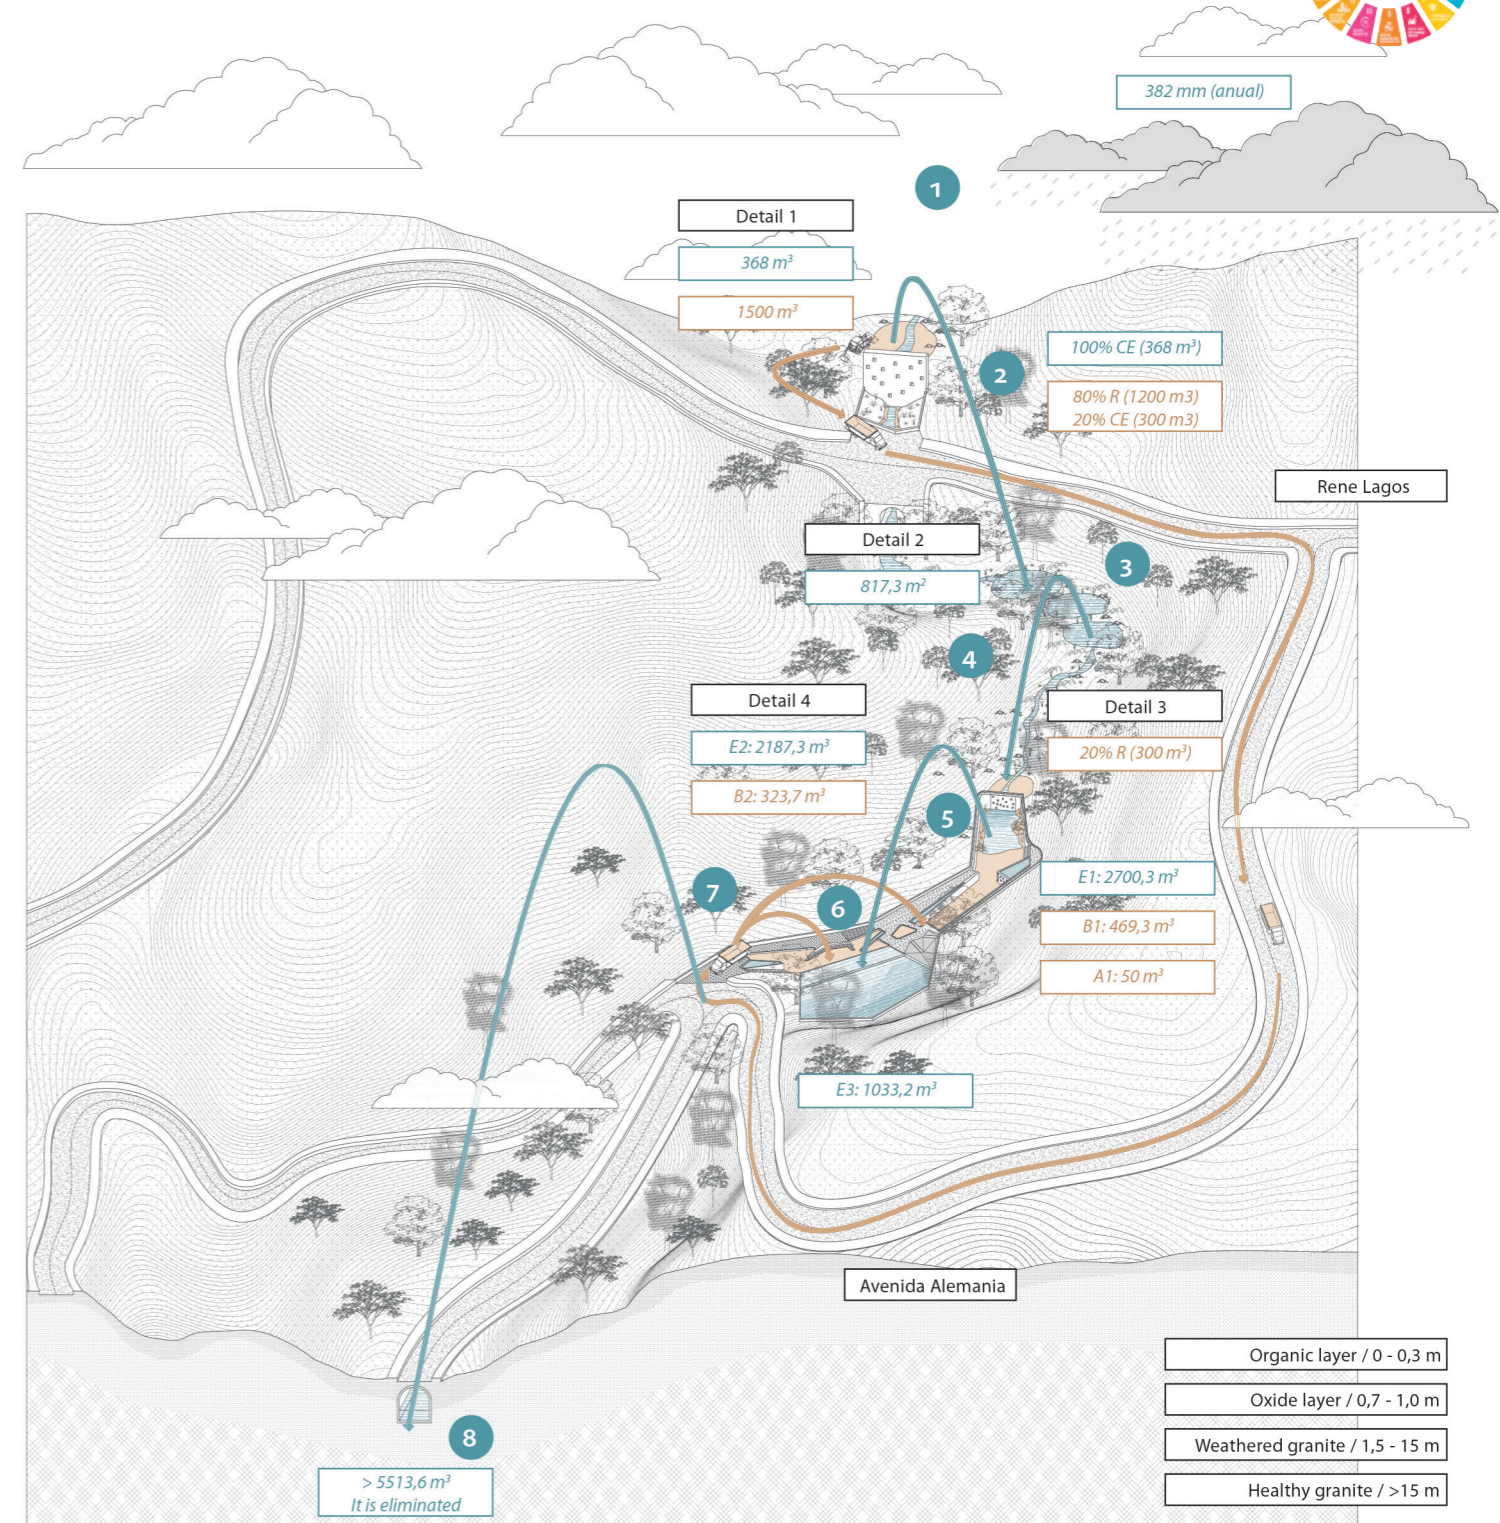 382 mm (anual)
1
Detail 1
368 m³
1500 m³
2
100% CE (368 m³)
80% R (1200 m3)
20% CE (300 m3)
Rene Lagos
Detail 2
817,3 m²
3
4
Detail 4
E2: 2187,3 m³
B2: 323,7 m³
Detail 3
20% R (300 m³)
5
E1: 2700,3 m³
B1: 469,3 m³
A1: 50 m³
7
6
E3: 1033,2 m³
Avenida Alemania
Organic layer / 0 - 0,3 m
Oxide layer / 0,7 - 1,0 m
Weathered granite / 1,5 - 15 m
Healthy granite / >15 m
8
> 5513,6 m³
It is eliminated